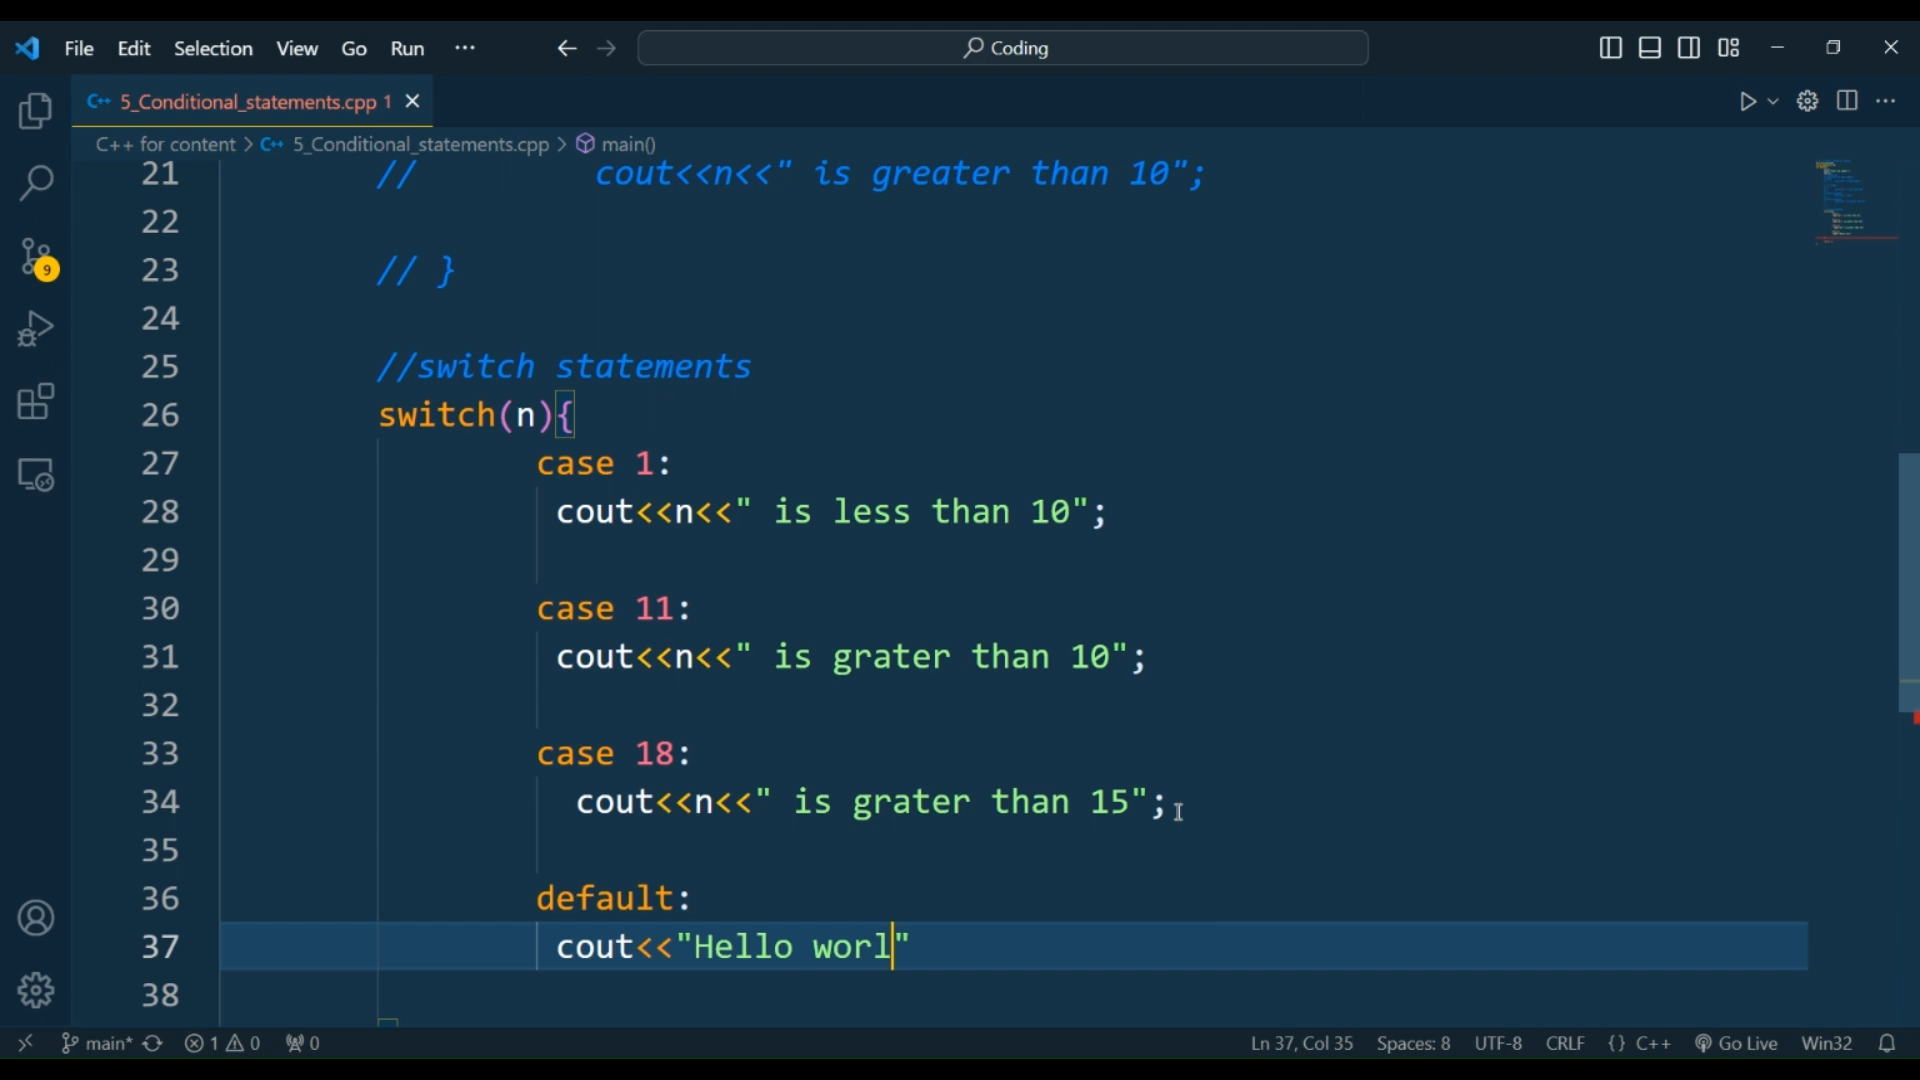 File Edit Selection View Go Run ··· Coding
C++ 5_Conditional_statements.cpp 1
C++ for content > C++ 5_Conditional_statements.cpp > main()
21 // cout<<n<<" is greater than 10";
22
23 // }
24
25 //switch statements
26 switch(n){
27 case 1:
28 cout<<n<<" is less than 10";
29
30 case 11:
31 cout<<n<<" is grater than 10";
32
33 case 18:
34 cout<<n<<" is grater than 15";
35
36 default:
37 cout<<"Hello worl"
38
9
main* 1 0 0 Ln 37, Col 35 Spaces: 8 UTF-8 CRLF {} C++ Go Live Win32